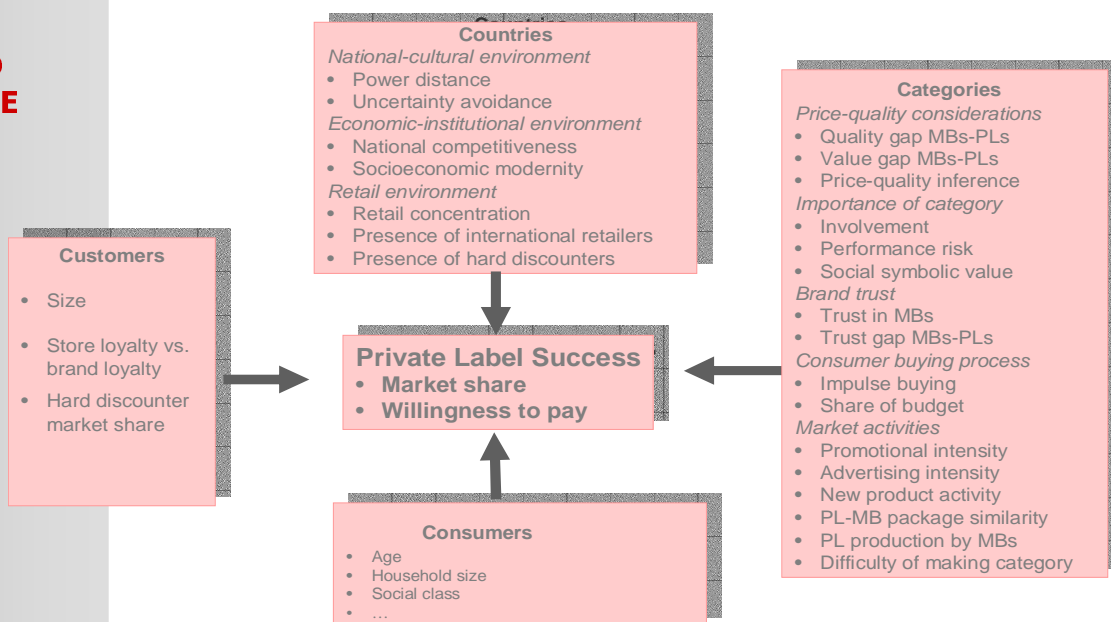 E
Countries
National-cultural environment
• Power distance
• Uncertainty avoidance
Economic-institutional environment
• National competitiveness
• Socioeconomic modernity
Retail environment
• Retail concentration
• Presence of international retailers
• Presence of hard discounters
Customers
• Size
• Store loyalty vs.
brand loyalty
• Hard discounter
market share
Private Label Success
• Market share
• Willingness to pay
Categories
Price-quality considerations
• Quality gap MBs-PLs
• Value gap MBs-PLs
• Price-quality inference
Importance of category
• Involvement
• Performance risk
• Social symbolic value
Brand trust
• Trust in MBs
• Trust gap MBs-PLs
Consumer buying process
• Impulse buying
• Share of budget
Market activities
• Promotional intensity
• Advertising intensity
• New product activity
• PL-MB package similarity
• PL production by MBs
• Difficulty of making category
Consumers
• Age
• Household size
• Social class
• ...